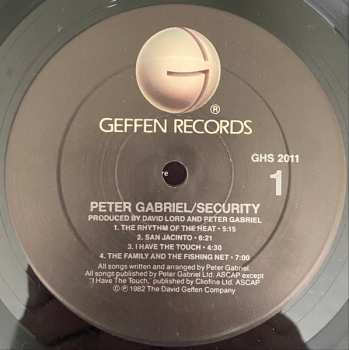 G
®
GEFFEN RECORDS
GHS 2011
1
PETER GABRIEL/SECURITY
PRODUCED BY DAVID LORD AND PETER GABRIEL
1. THE RHYTHM OF THE HEAT • 5:15
2. SAN JACINTO • 6:21
3. I HAVE THE TOUCH • 4:30
4. THE FAMILY AND THE FISHING NET • 7:00
All songs written and arranged by Peter Gabriel.
All songs published by Peter Gabriel Ltd. ASCAP except
"I Have The Touch," published by Cliofine Ltd. ASCAP
© ℗ 1982 The David Geffen Company